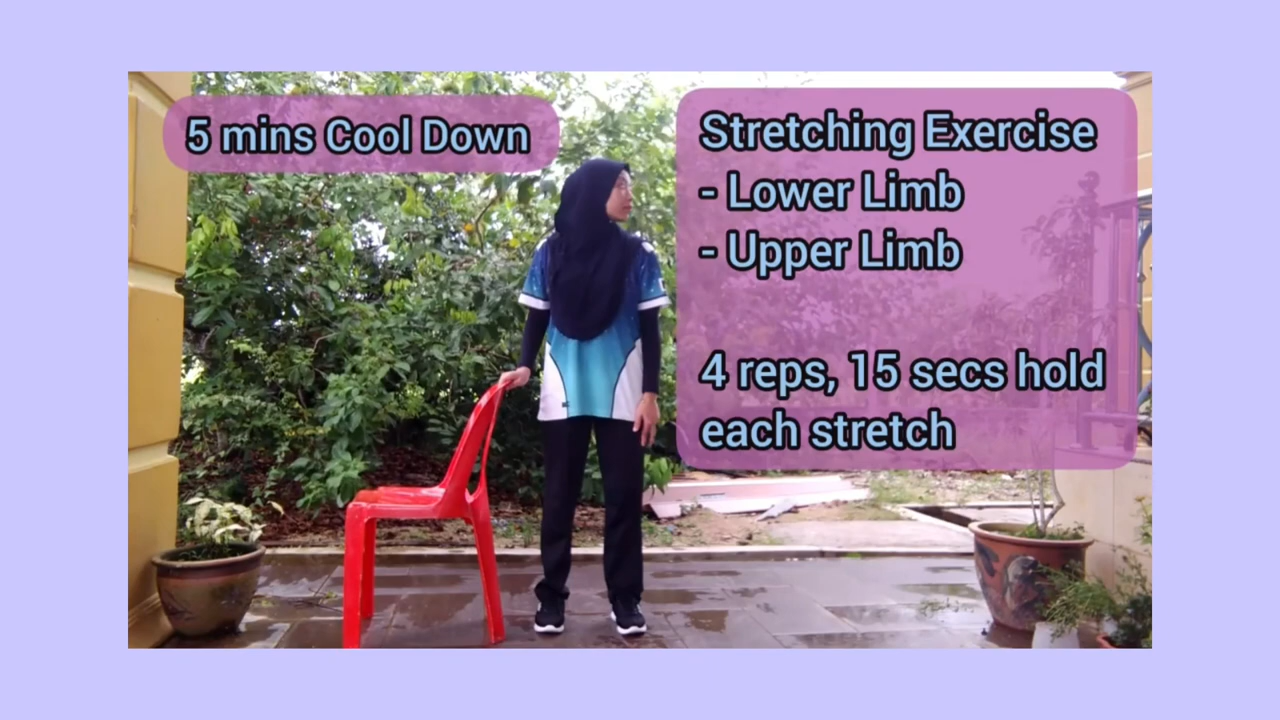 5 mins Cool Down
Stretching Exercise
- Lower Limb
- Upper Limb
4 reps, 15 secs hold
each stretch